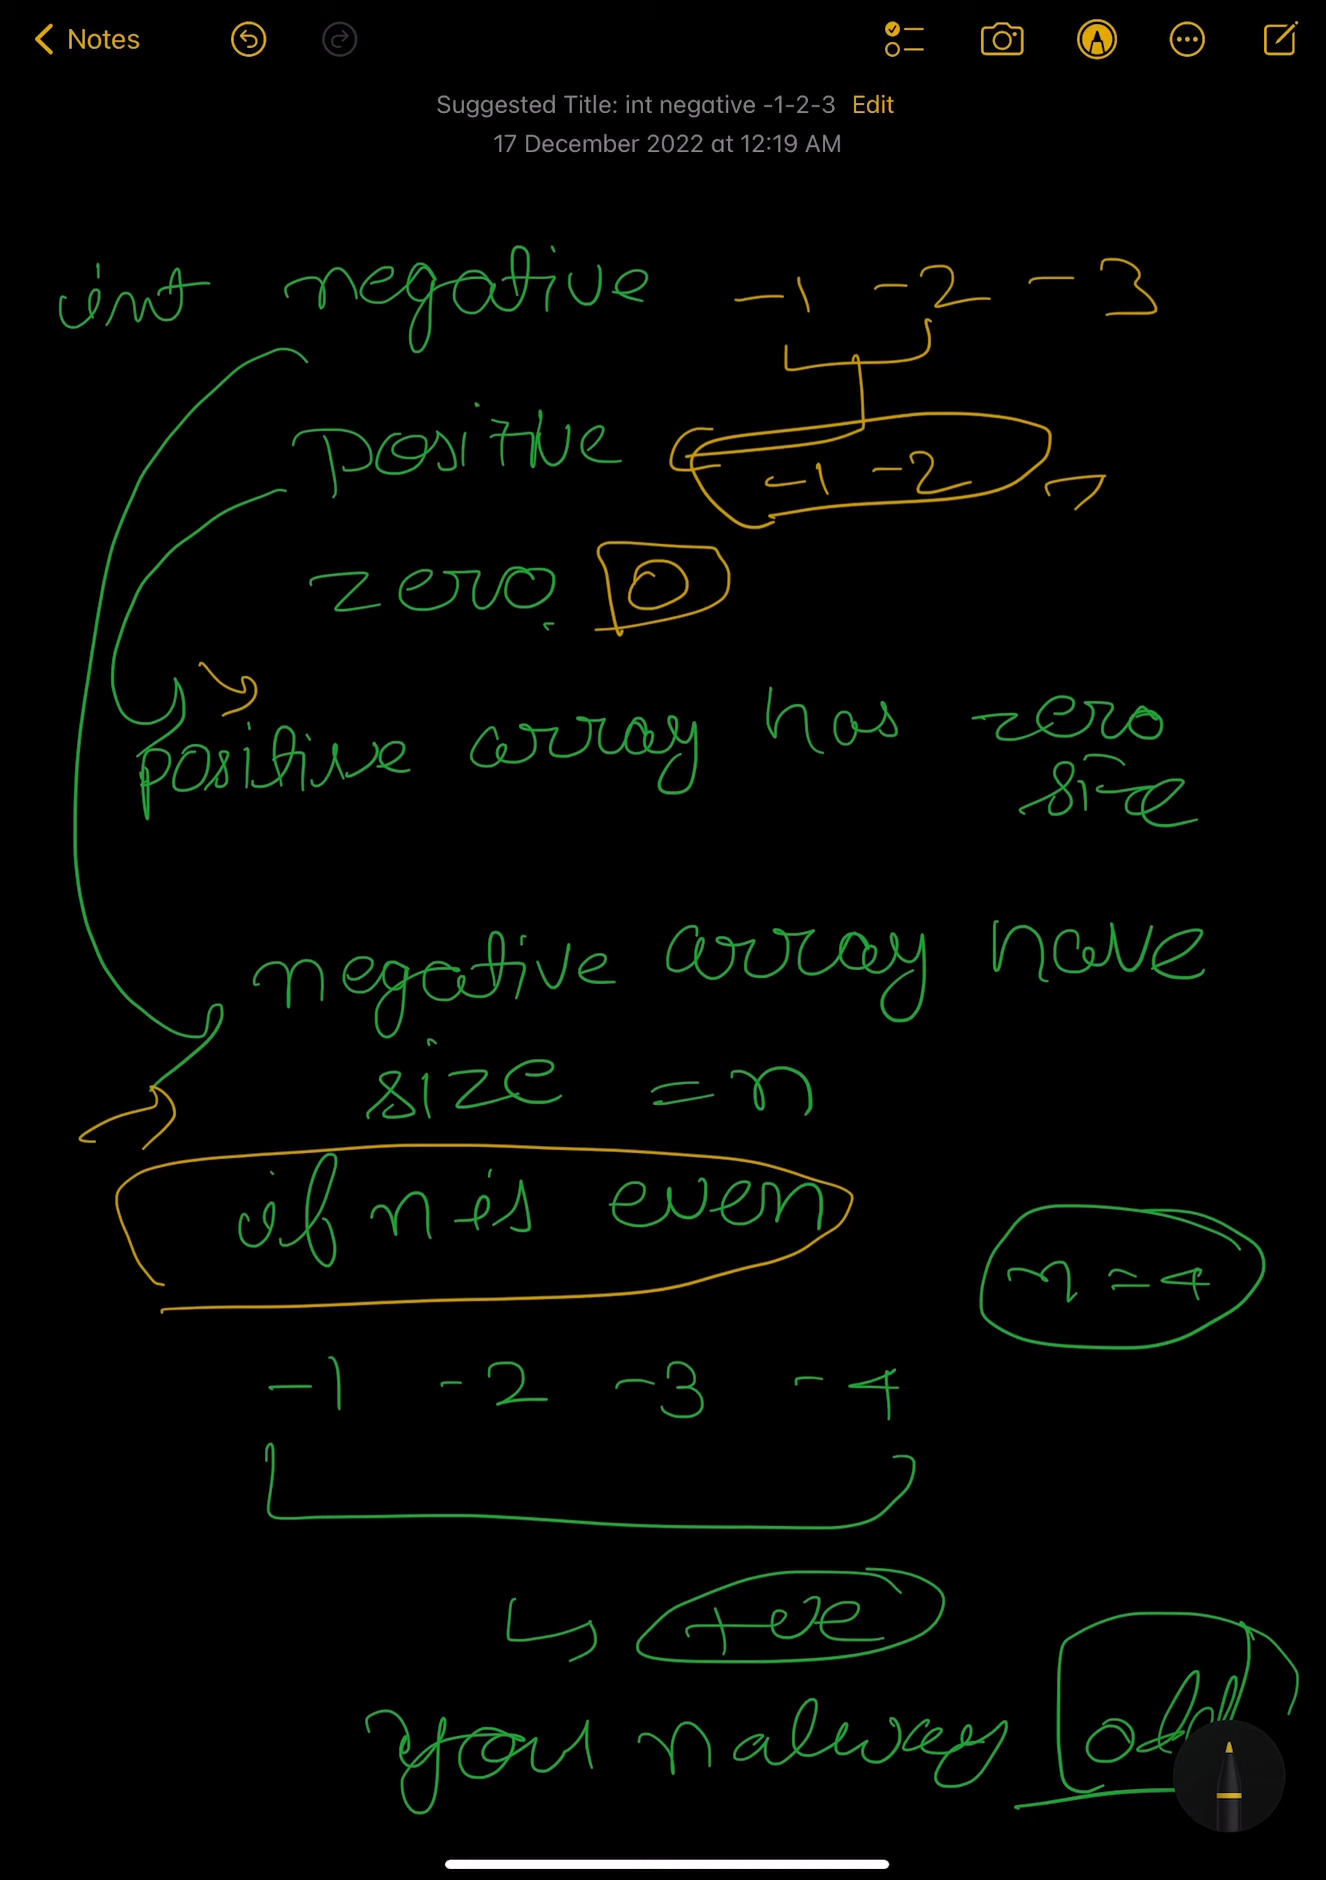 Notes
Suggested Title: int negative -1-2-3 Edit
17 December 2022 at 12:19 AM
int negative -1 -2 -3
positive -1 -2
zero 0
positive array has zero
size
negative array have
size = n
if n is even
n = 4
-1 -2 -3 -4
+ve
your n alway odd